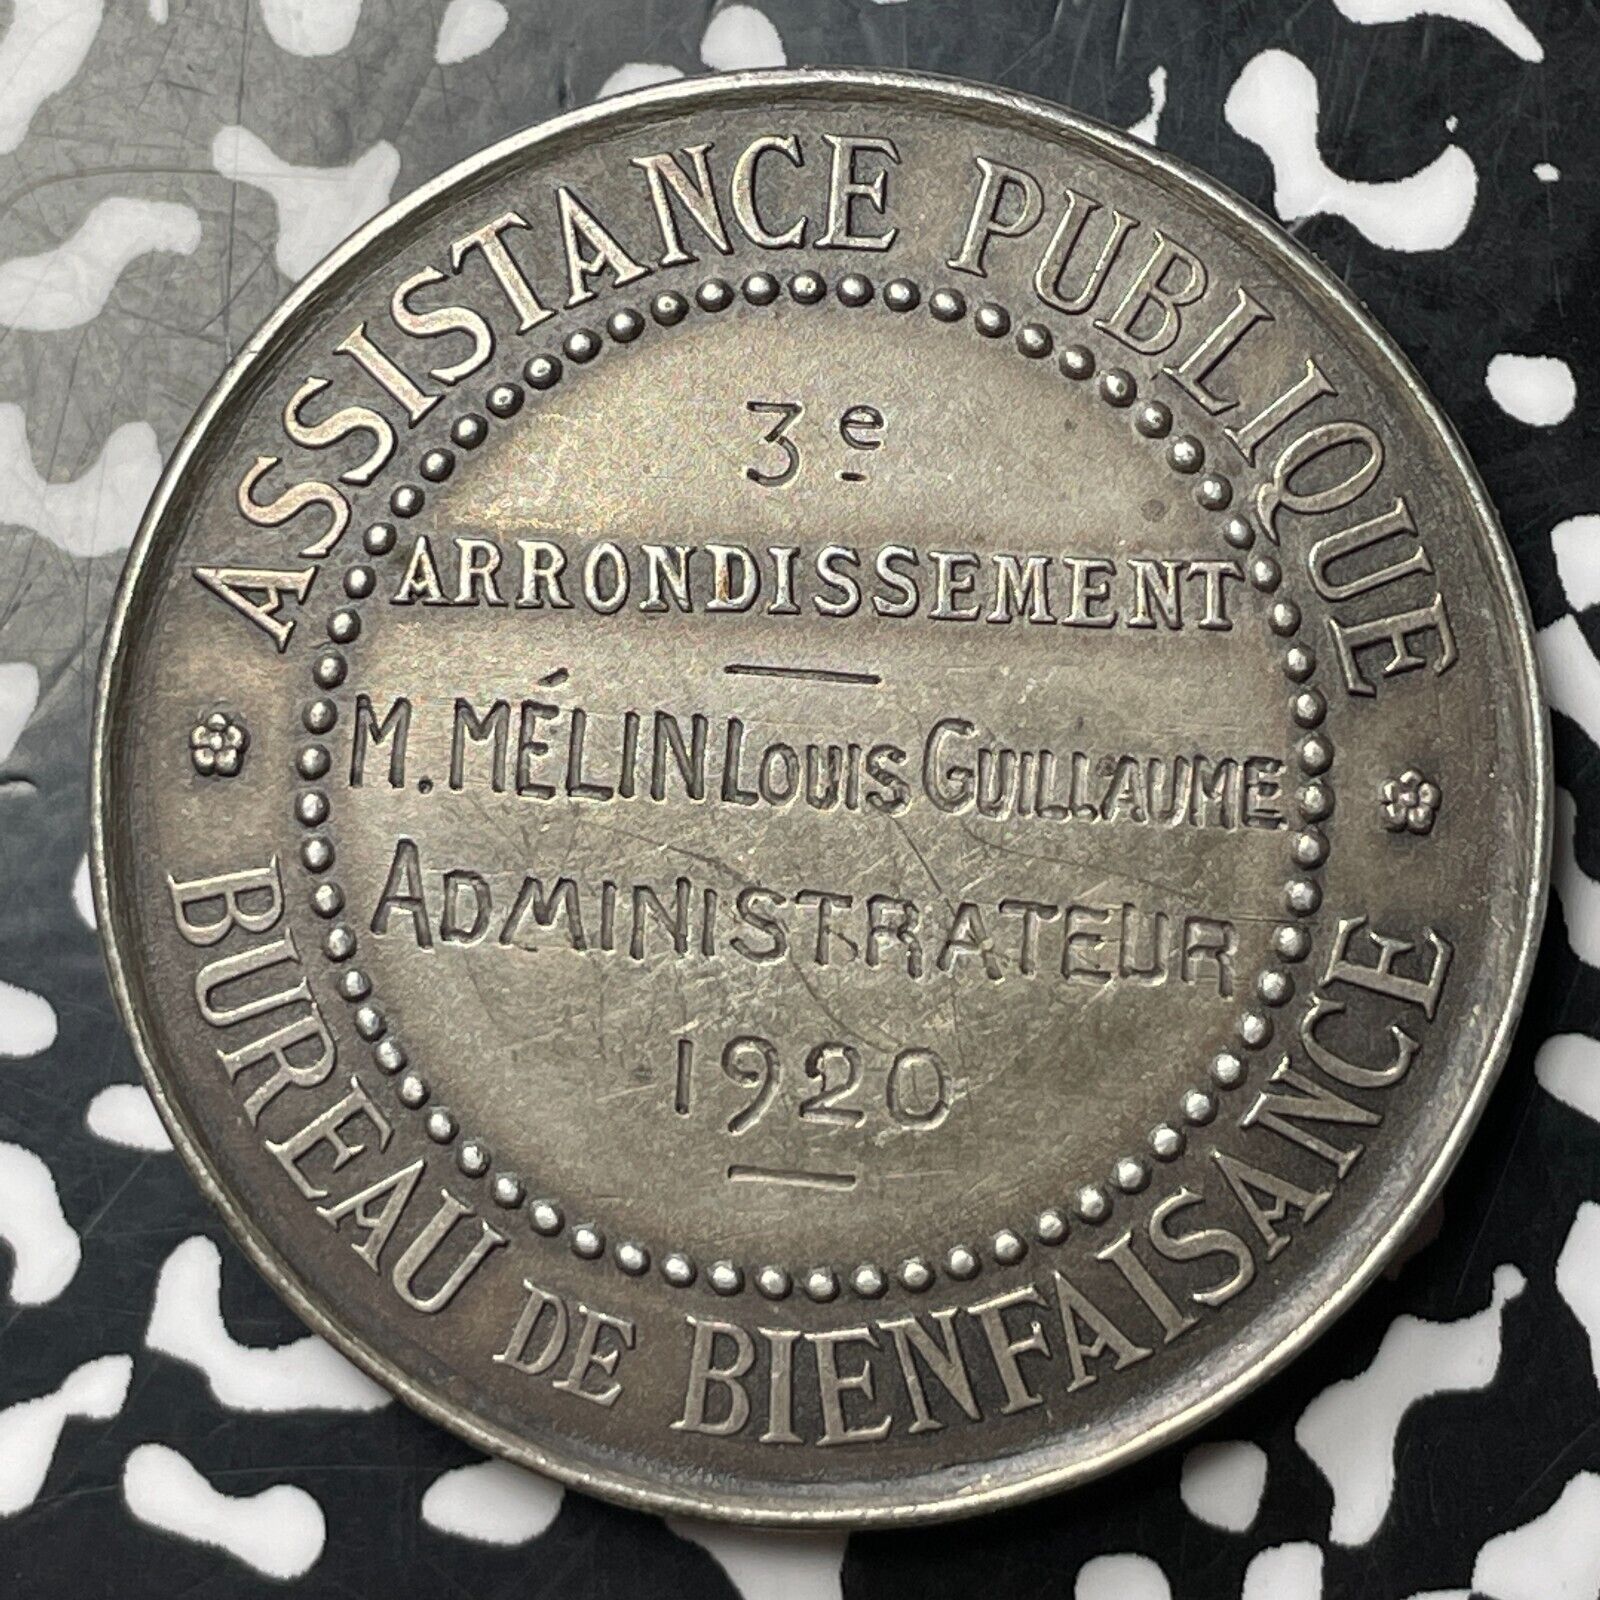 ASSISTANCE PUBLIQUE
3e
ARRONDISSEMENT
M. MÉLIN LOUIS GUILLAUME
ADMINISTRATEUR
1920
BUREAU DE BIENFAISANCE